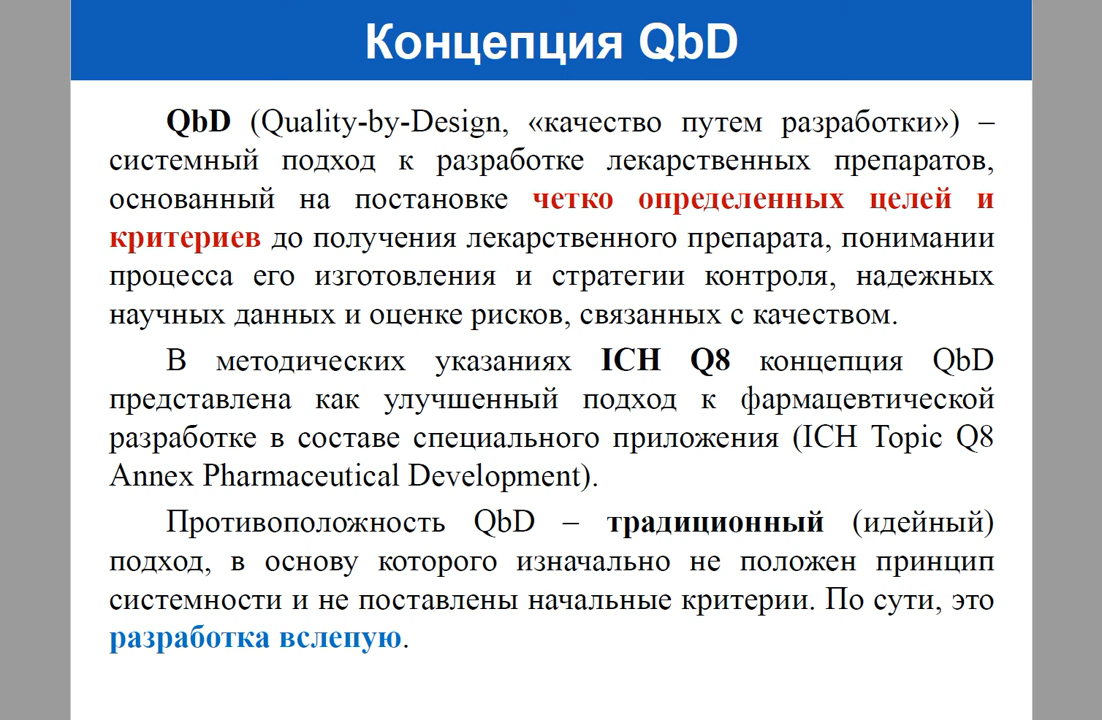 Концепция QbD
QbD (Quality-by-Design, «качество путем разработки») –
системный подход к разработке лекарственных препаратов,
основанный на постановке четко определенных целей и
критериев до получения лекарственного препарата, понимании
процесса его изготовления и стратегии контроля, надежных
научных данных и оценке рисков, связанных с качеством.
В методических указаниях ICH Q8 концепция QbD
представлена как улучшенный подход к фармацевтической
разработке в составе специального приложения (ICH Topic Q8
Annex Pharmaceutical Development).
Противоположность QbD – традиционный (идейный)
подход, в основу которого изначально не положен принцип
системности и не поставлены начальные критерии. По сути, это
разработка вслепую.